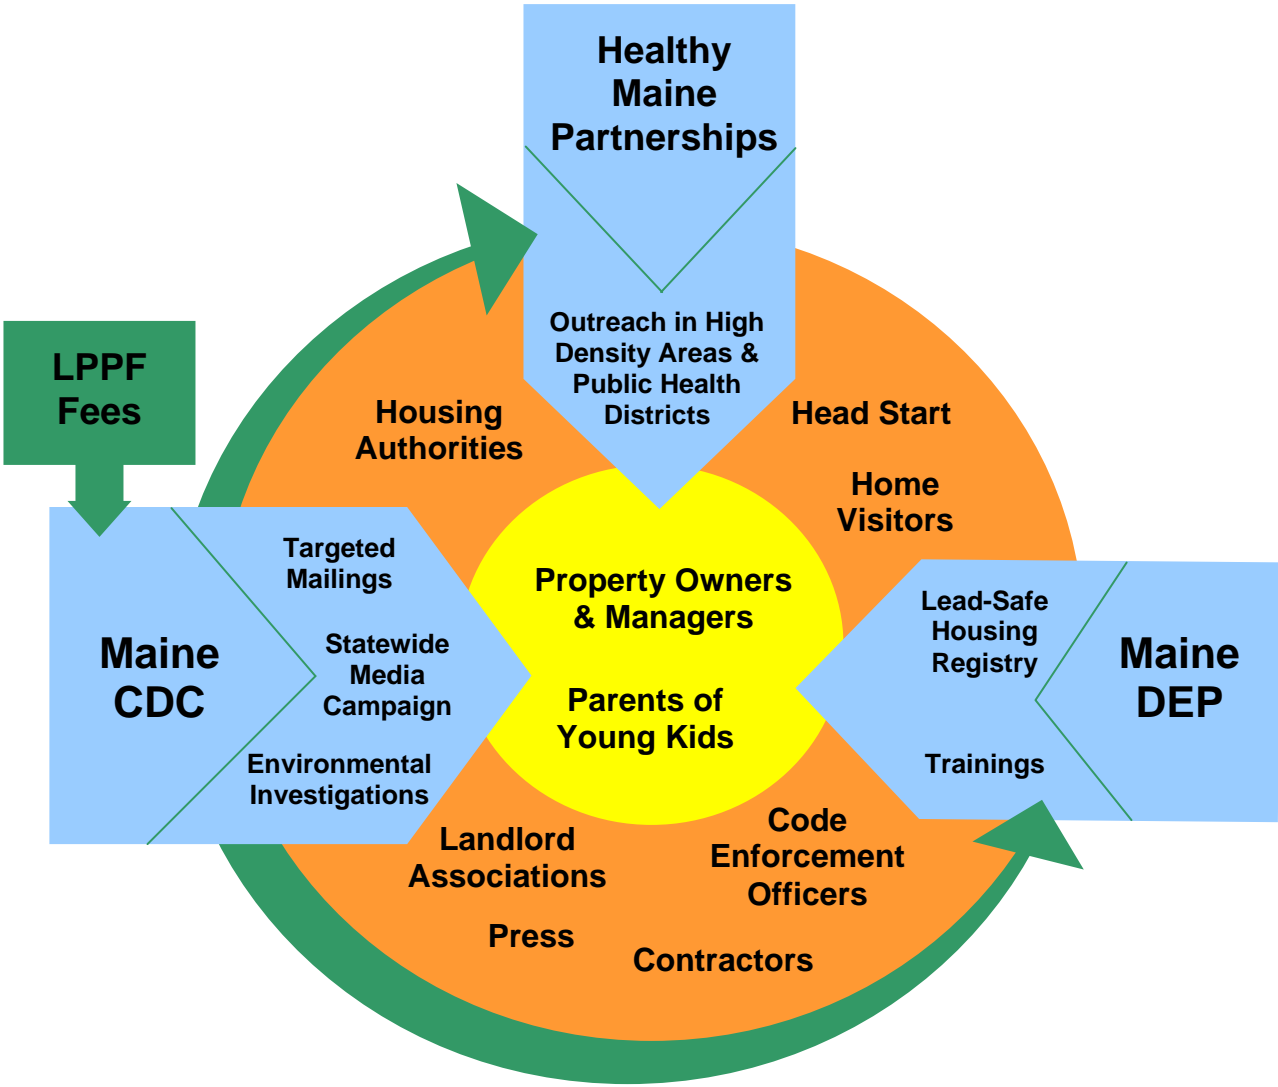 Healthy
Maine
Partnerships
Outreach in High
Density Areas &
Public Health
Districts
LPPF
Fees
Housing
Authorities
Head Start
Home
Visitors
Maine
CDC
Targeted
Mailings
Statewide
Media
Campaign
Environmental
Investigations
Property Owners
& Managers
Parents of
Young Kids
Lead-Safe
Housing
Registry
Trainings
Maine
DEP
Landlord
Associations
Press
Code
Enforcement
Officers
Contractors